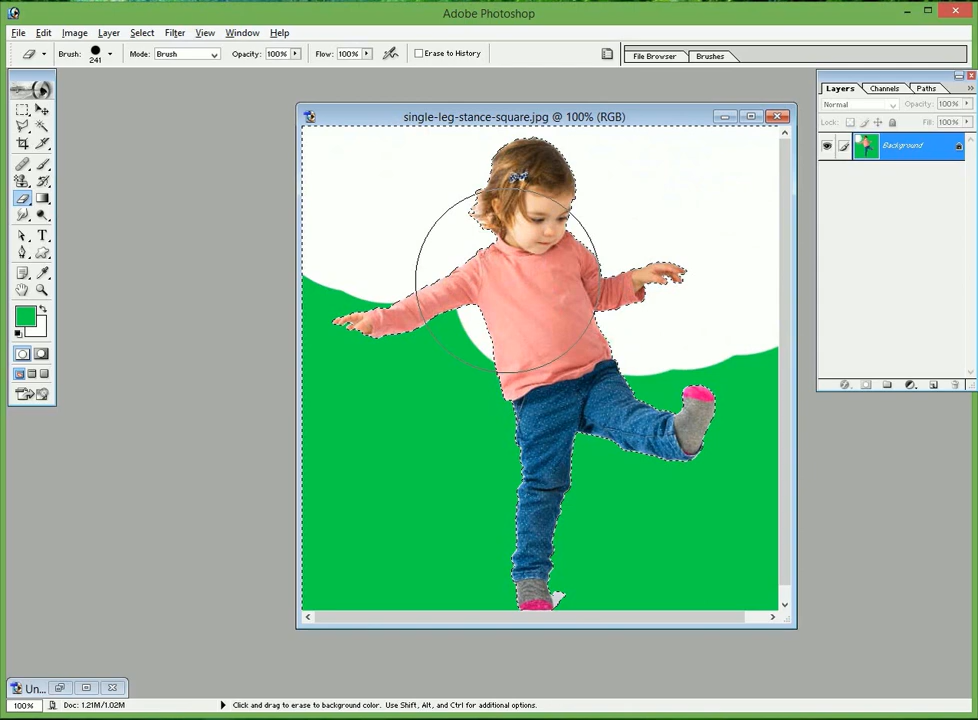 Adobe Photoshop
File Edit Image Layer Select Filter View Window Help
Brush: 241 Mode: Brush Opacity: 100% Flow: 100% Erase to History File Browser Brushes
single-leg-stance-square.jpg @ 100% (RGB)
Layers Channels Paths
Normal Opacity: 100%
Lock: Fill: 100%
Background
T
Un...
100% Doc: 1.21M/1.02M Click and drag to erase to background color. Use Shift, Alt, and Ctrl for additional options.